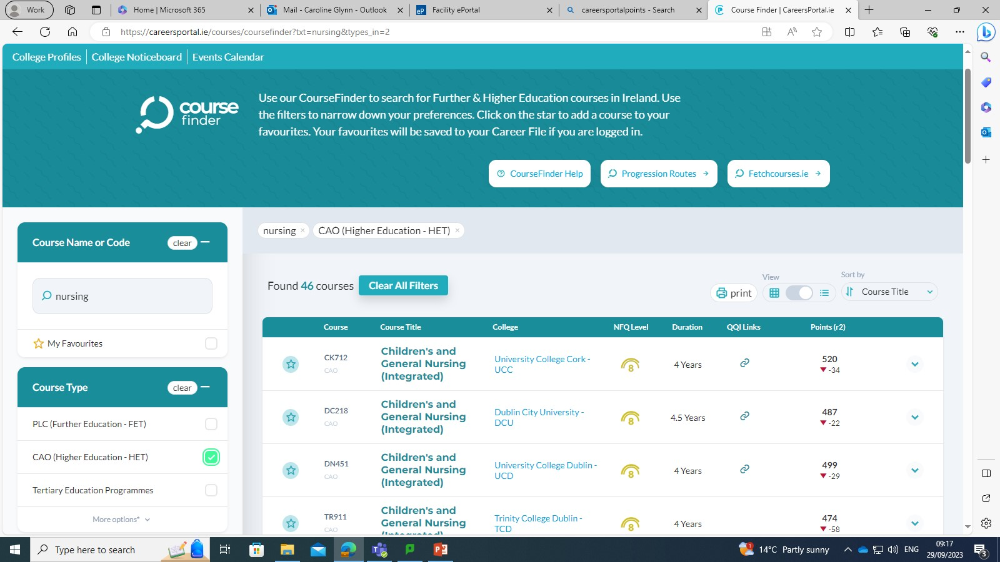 Work
Home | Microsoft 365
Mail - Caroline Glynn - Outlook
Facility ePortal
careersportalpoints - Search
Course Finder | CareersPortal.ie
https://careersportal.ie/courses/coursefinder?txt=nursing&types_in=2
College Profiles
College Noticeboard
Events Calendar
course
finder
Use our CourseFinder to search for Further & Higher Education courses in Ireland. Use
the filters to narrow down your preferences. Click on the star to add a course to your
favourites. Your favourites will be saved to your Career File if you are logged in.
CourseFinder Help
Progression Routes
Fetchcourses.ie
Course Name or Code
clear
nursing
My Favourites
Course Type
clear
PLC (Further Education - FET)
CAO (Higher Education - HET)
Tertiary Education Programmes
More options*
nursing
CAO (Higher Education - HET)
Found 46 courses
Clear All Filters
print
View
Sort by
Course Title
Course
Course Title
College
NFQ Level
Duration
QQI Links
Points (r2)
CK712
CAO
Children's and
General Nursing
(Integrated)
University College Cork -
UCC
8
4 Years
520
-34
DC218
CAO
Children's and
General Nursing
(Integrated)
Dublin City University -
DCU
8
4.5 Years
487
-22
DN451
CAO
Children's and
General Nursing
(Integrated)
University College Dublin -
UCD
8
4 Years
499
-29
TR911
CAO
Children's and
General Nursing
Trinity College Dublin -
TCD
8
4 Years
474
-58
Type here to search
14°C Partly sunny
ENG
09:17
29/09/2023
3